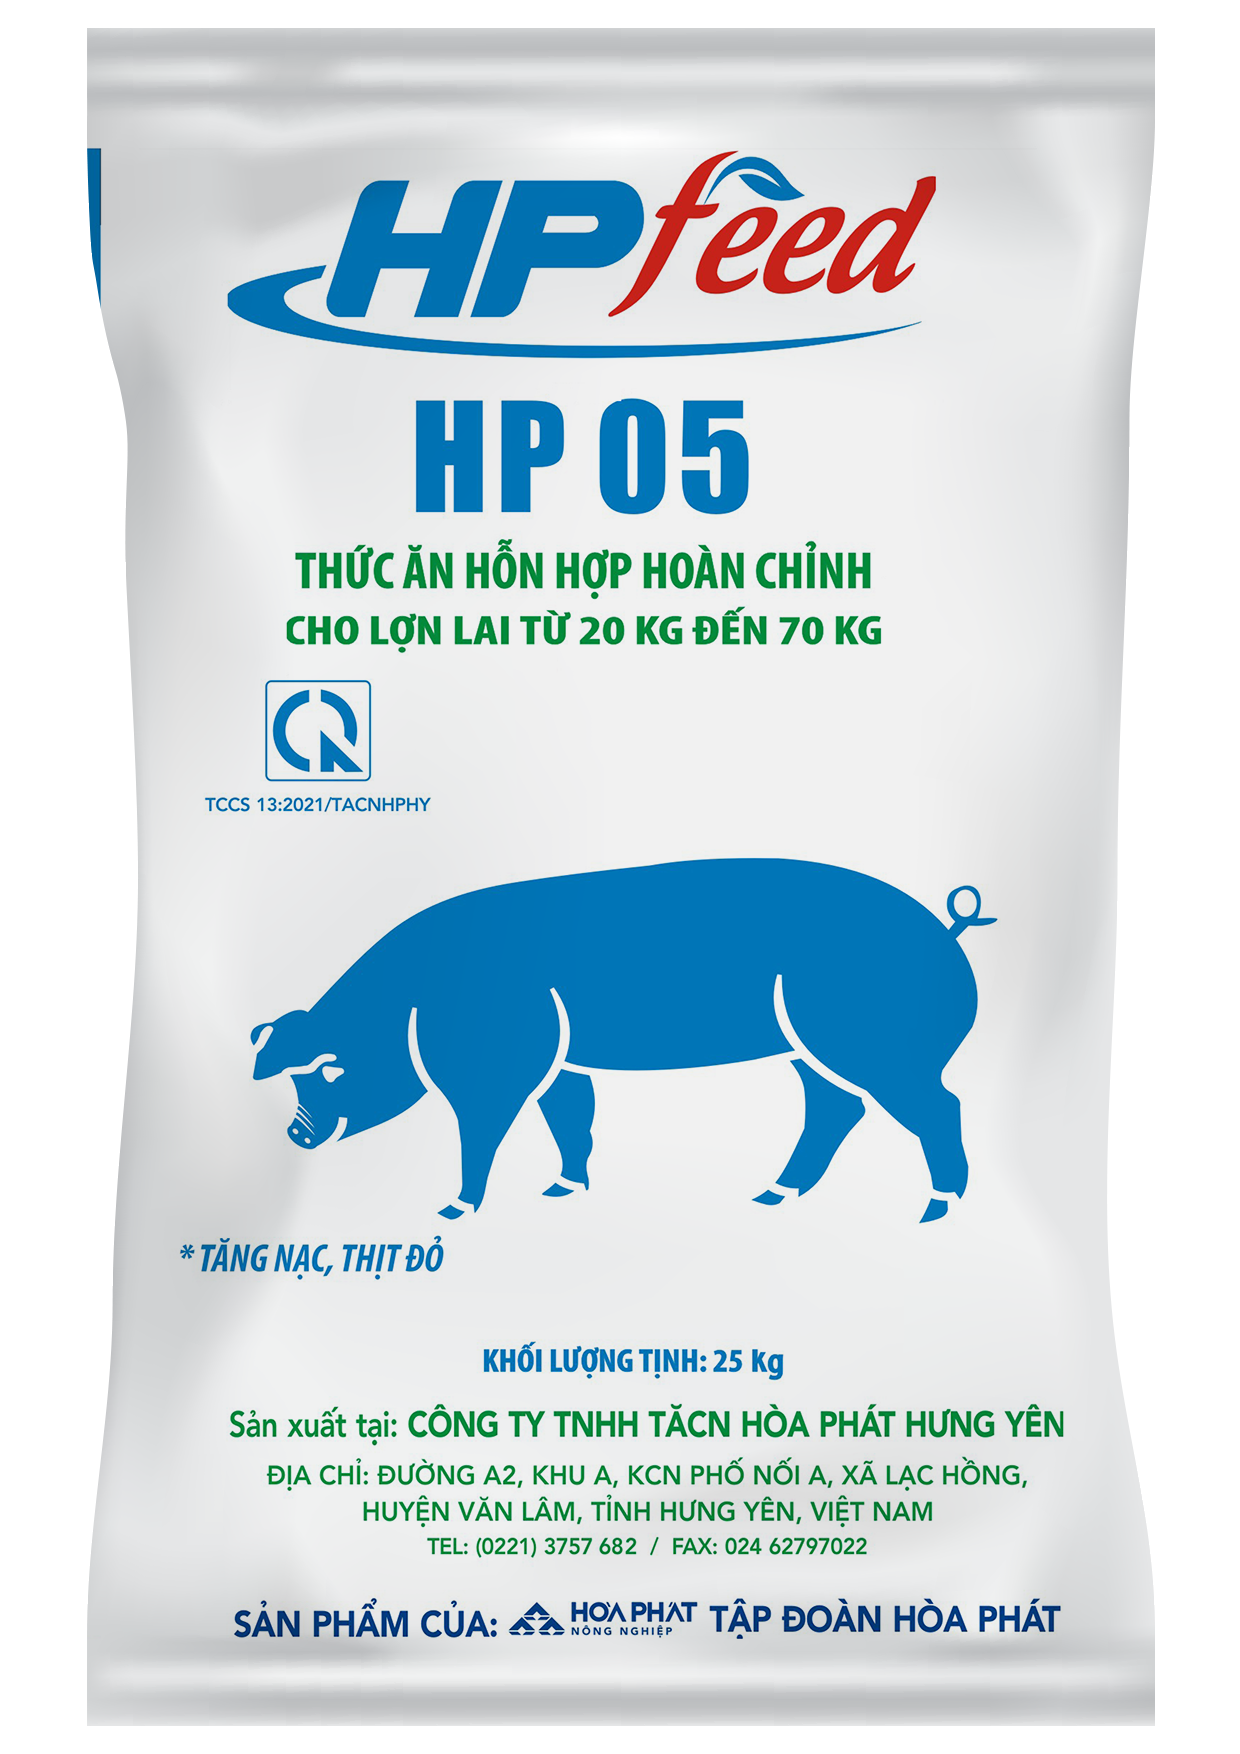 HPfeed
HP 05
THỨC ĂN HỖN HỢP HOÀN CHỈNH
CHO LỢN LAI TỪ 20 KG ĐẾN 70 KG
TCCS 13:2021/TACNHPHY
* TĂNG NẠC, THỊT ĐỎ
KHỐI LƯỢNG TỊNH: 25 kg
Sản xuất tại: CÔNG TY TNHH TĂCN HÒA PHÁT HƯNG YÊN
ĐỊA CHỈ: ĐƯỜNG A2, KHU A, KCN PHỐ NỐI A, XÃ LẠC HỒNG,
HUYỆN VĂN LÂM, TỈNH HƯNG YÊN, VIỆT NAM
TEL: (0221) 3757 682 / FAX: 024 62797022
SẢN PHẨM CỦA: HÒA PHÁT NÔNG NGHIỆP TẬP ĐOÀN HÒA PHÁT